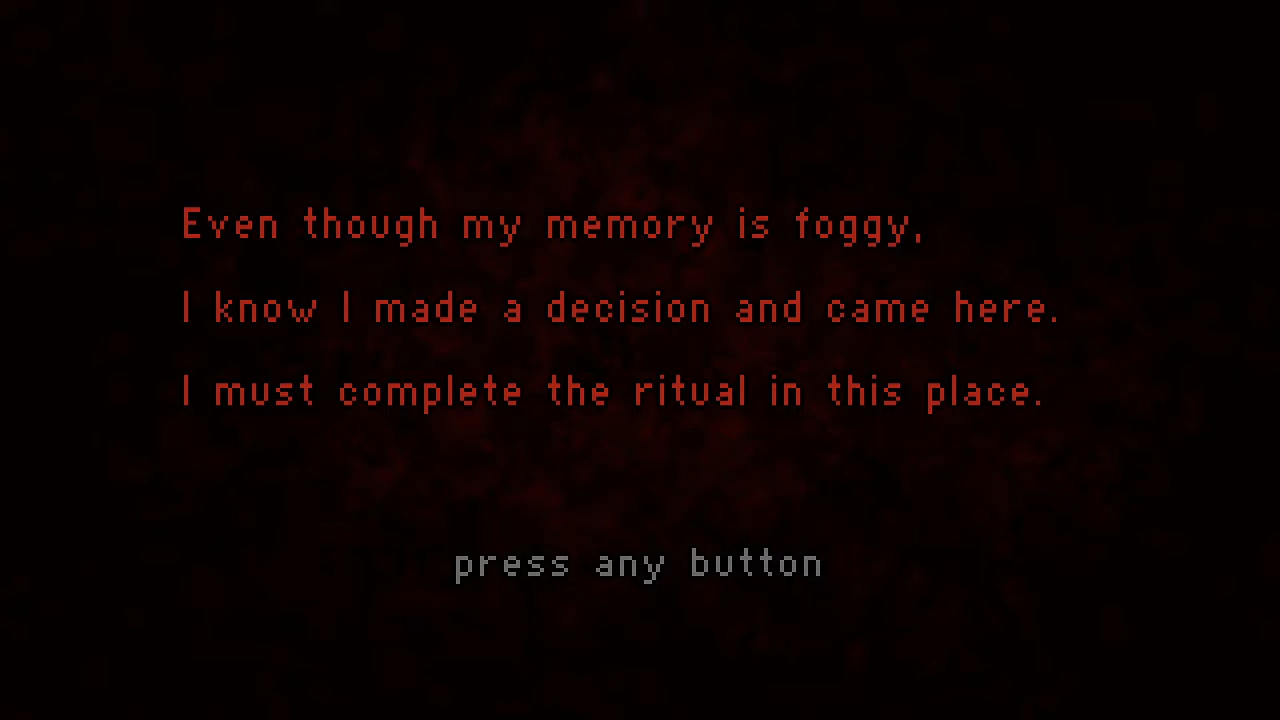 Even though my memory is foggy,
I know I made a decision and came here.
I must complete the ritual in this place.
press any button